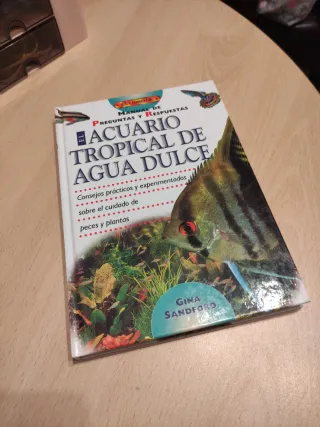 MANUAL DE
PREGUNTAS Y RESPUESTAS
EL ACUARIO
TROPICAL DE
AGUA DULCE
Consejos prácticos y experimentados
sobre el cuidado de
peces y plantas
GINA
SANDFORD